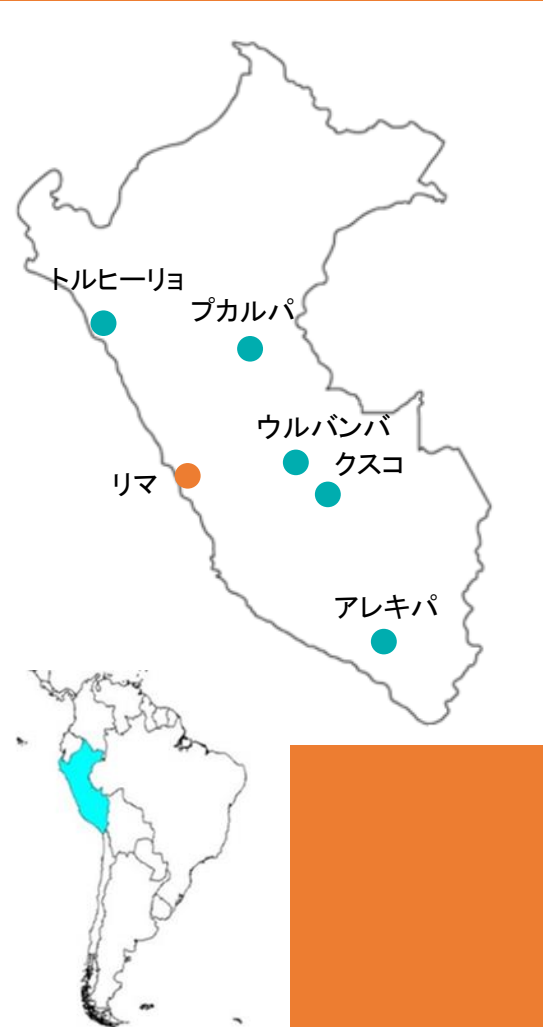 トルヒーリョ
プカルパ
ウルバンバ
クスコ
リマ
アレキパ